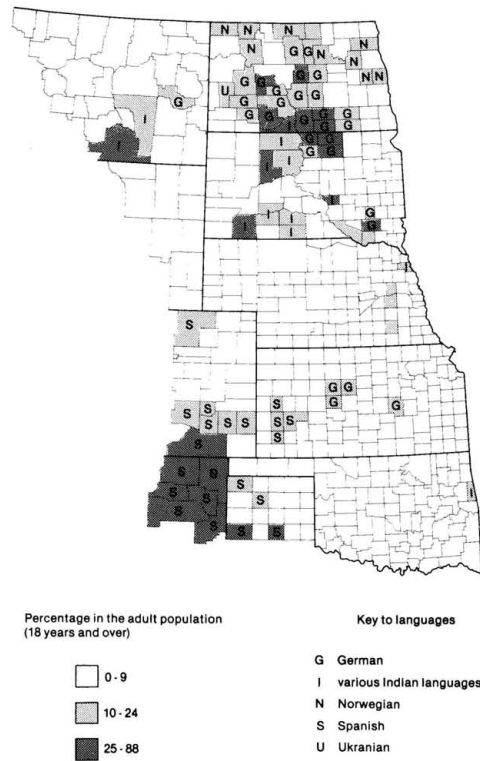 N N N
N G G N
N
N
G G G G N N
U G G G
G G G
G G G G G
I I G
G G
I I
G G
I I
I
G
I I G
I I
I
S
G G
S G G
S S
S S S S S
S
S
S S
S
S S S
I
S
S
S S S
Percentage in the adult population
(18 years and over)
0 - 9
10 - 24
25 - 88
Key to languages
G German
I various Indian languages
N Norwegian
S Spanish
U Ukranian